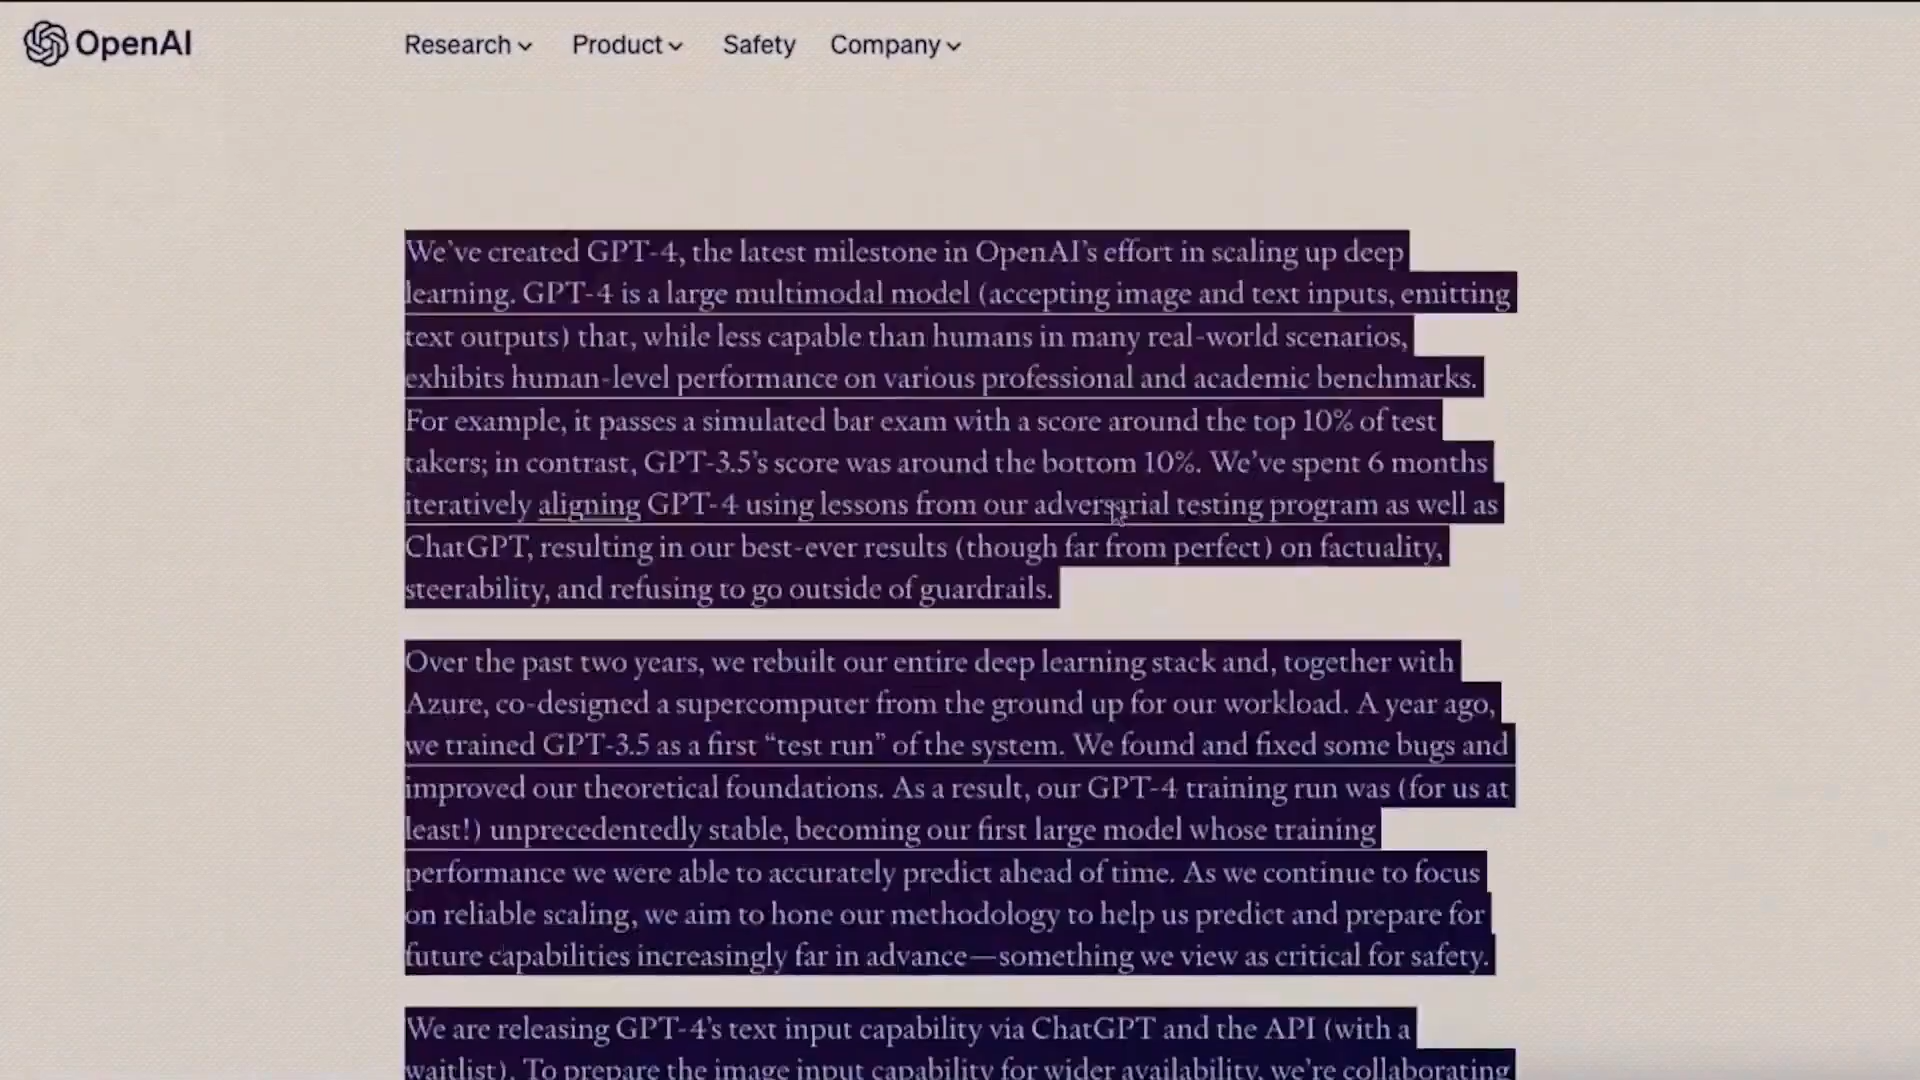 OpenAI
Research Product Safety Company
We've created GPT-4, the latest milestone in OpenAI's effort in scaling up deep
learning. GPT-4 is a large multimodal model (accepting image and text inputs, emitting
text outputs) that, while less capable than humans in many real-world scenarios,
exhibits human-level performance on various professional and academic benchmarks.
For example, it passes a simulated bar exam with a score around the top 10% of test
takers; in contrast, GPT-3.5's score was around the bottom 10%. We've spent 6 months
iteratively aligning GPT-4 using lessons from our adversarial testing program as well as
ChatGPT, resulting in our best-ever results (though far from perfect) on factuality,
steerability, and refusing to go outside of guardrails.
Over the past two years, we rebuilt our entire deep learning stack and, together with
Azure, co-designed a supercomputer from the ground up for our workload. A year ago,
we trained GPT-3.5 as a first “test run” of the system. We found and fixed some bugs and
improved our theoretical foundations. As a result, our GPT-4 training run was (for us at
least!) unprecedentedly stable, becoming our first large model whose training
performance we were able to accurately predict ahead of time. As we continue to focus
on reliable scaling, we aim to hone our methodology to help us predict and prepare for
future capabilities increasingly far in advance—something we view as critical for safety.
We are releasing GPT-4's text input capability via ChatGPT and the API (with a
waitlist). To prepare the image input capability for wider availability, we're collaborating